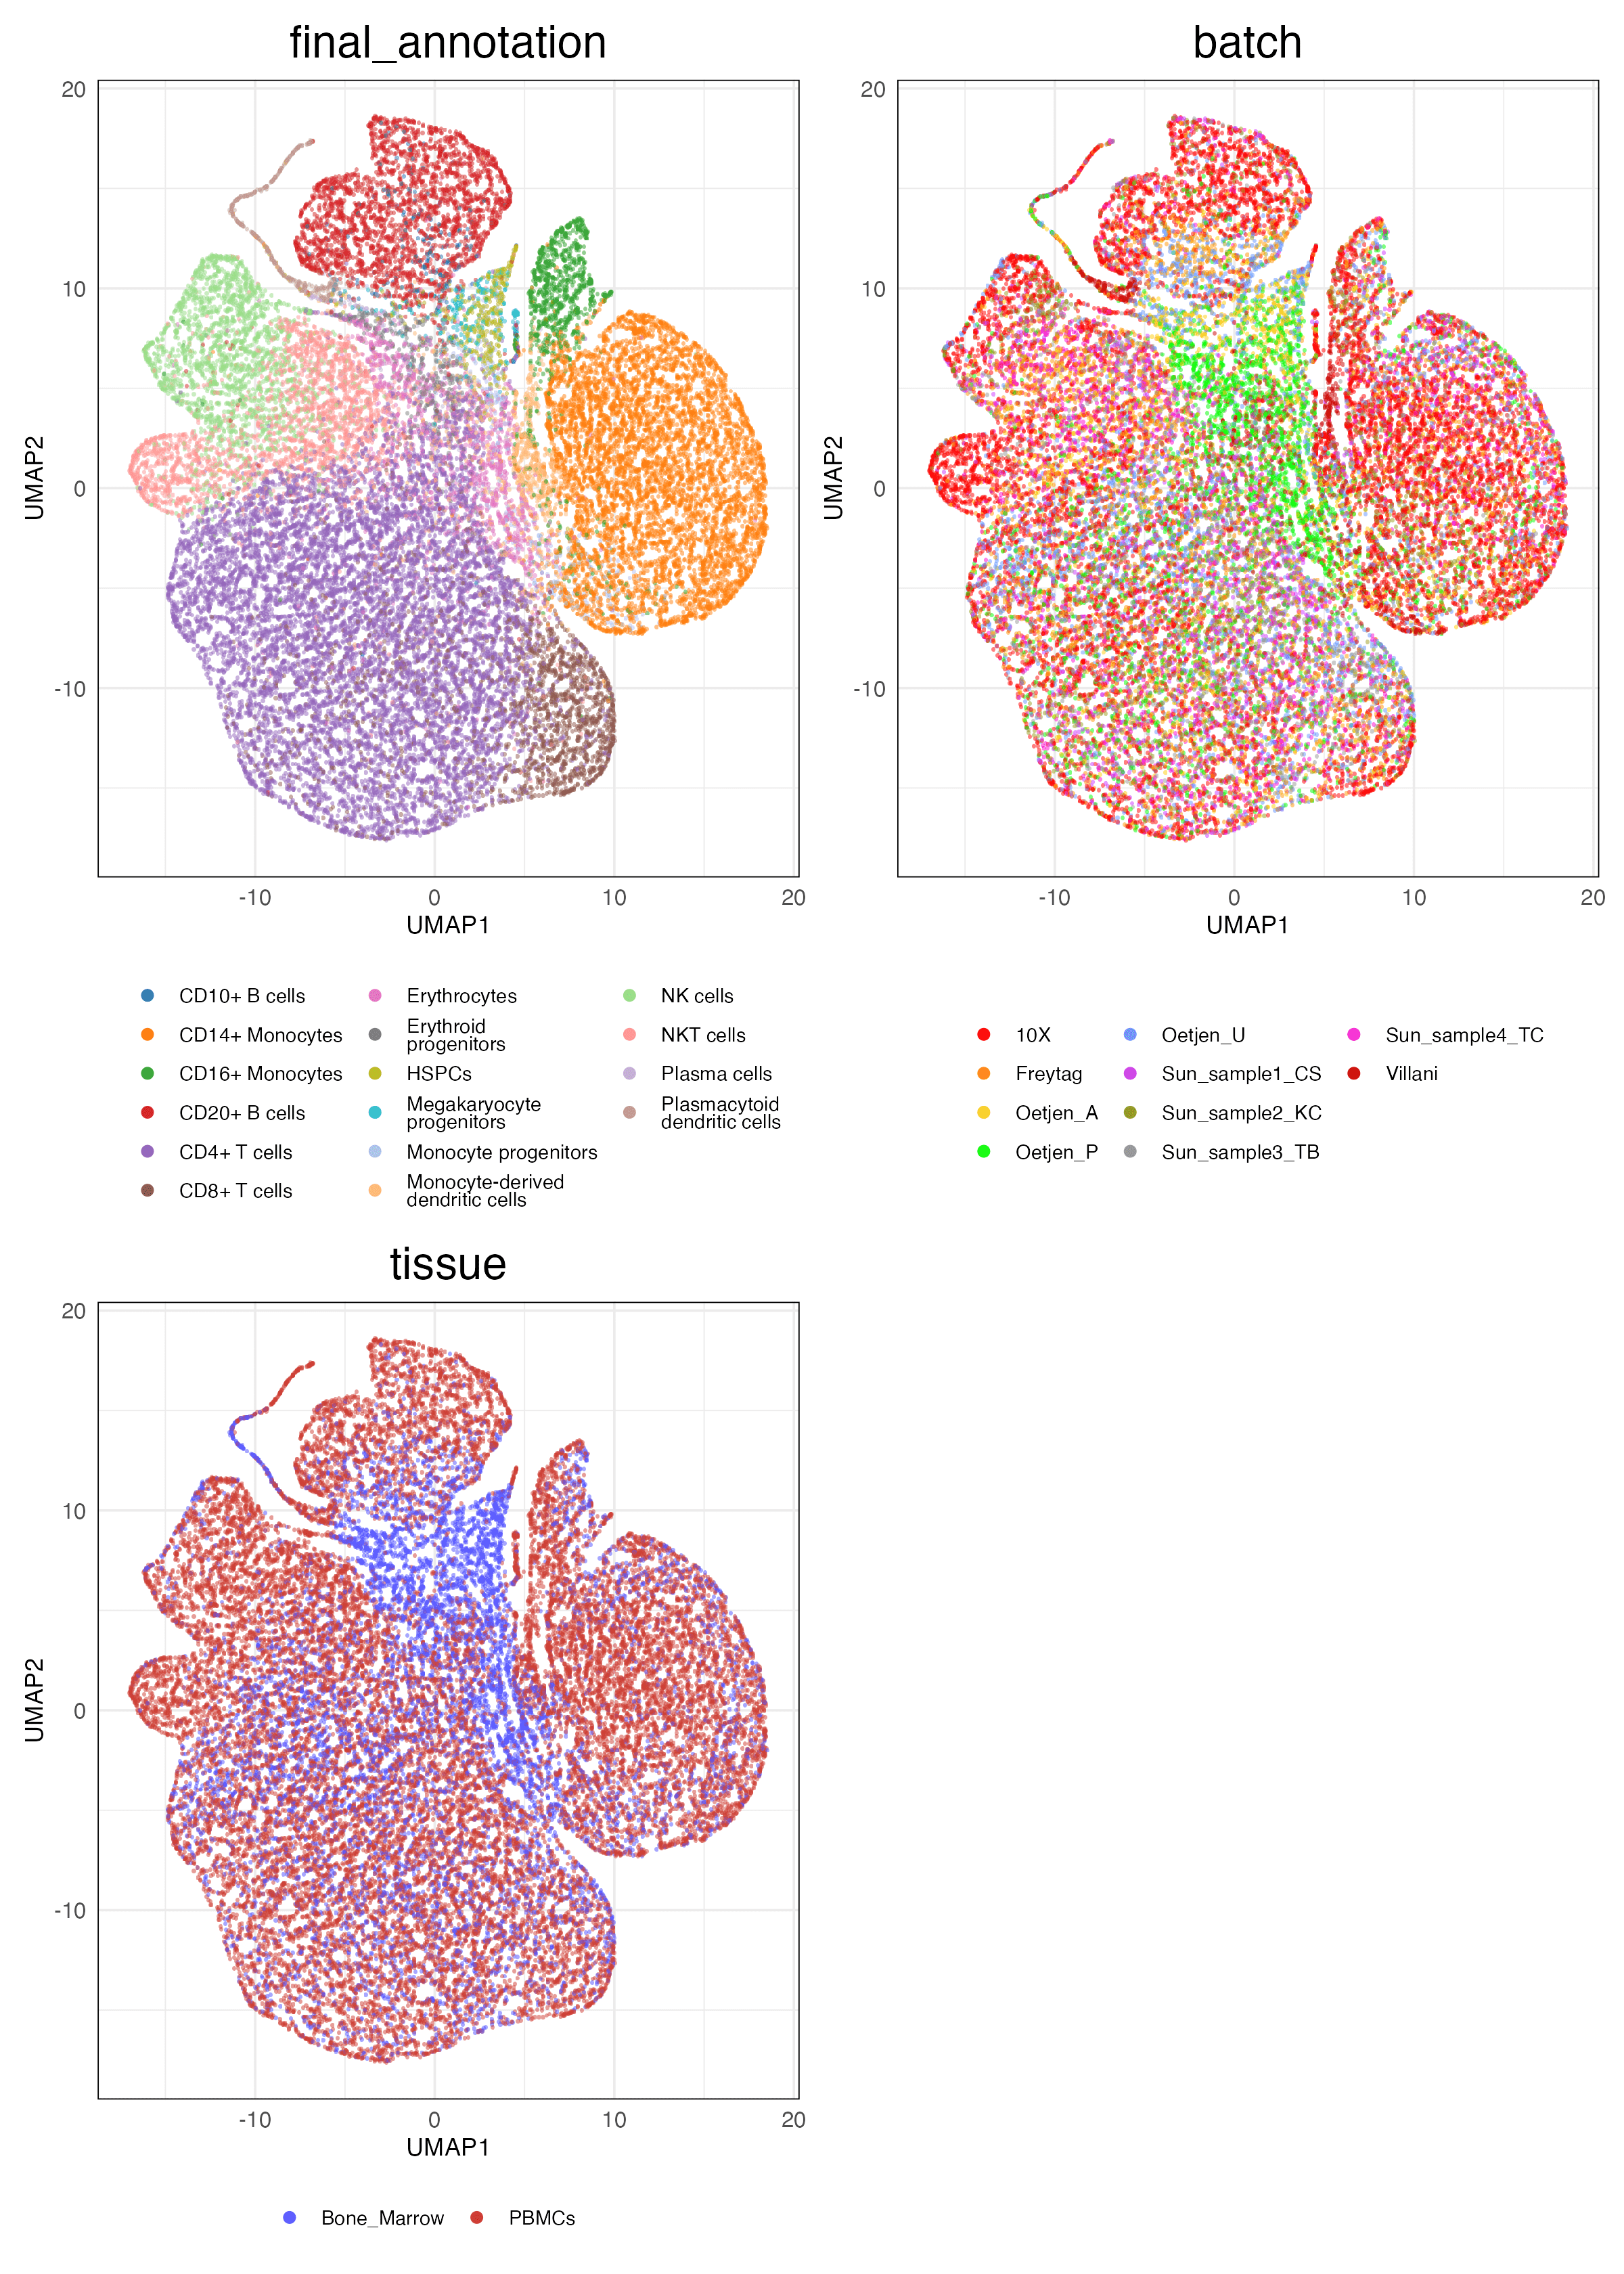 final_annotation
batch
20
10
0
-10
UMAP2
-10
0
10
20
UMAP1
20
10
0
-10
UMAP2
-10
0
10
20
UMAP1
CD10+ B cells
CD14+ Monocytes
CD16+ Monocytes
CD20+ B cells
CD4+ T cells
CD8+ T cells
Erythrocytes
Erythroid
progenitors
HSPCs
Megakaryocyte
progenitors
Monocyte progenitors
Monocyte-derived
dendritic cells
NK cells
NKT cells
Plasma cells
Plasmacytoid
dendritic cells
10X
Freytag
Oetjen_A
Oetjen_P
Oetjen_U
Sun_sample1_CS
Sun_sample2_KC
Sun_sample3_TB
Sun_sample4_TC
Villani
tissue
20
10
0
-10
UMAP2
-10
0
10
20
UMAP1
Bone_Marrow
PBMCs